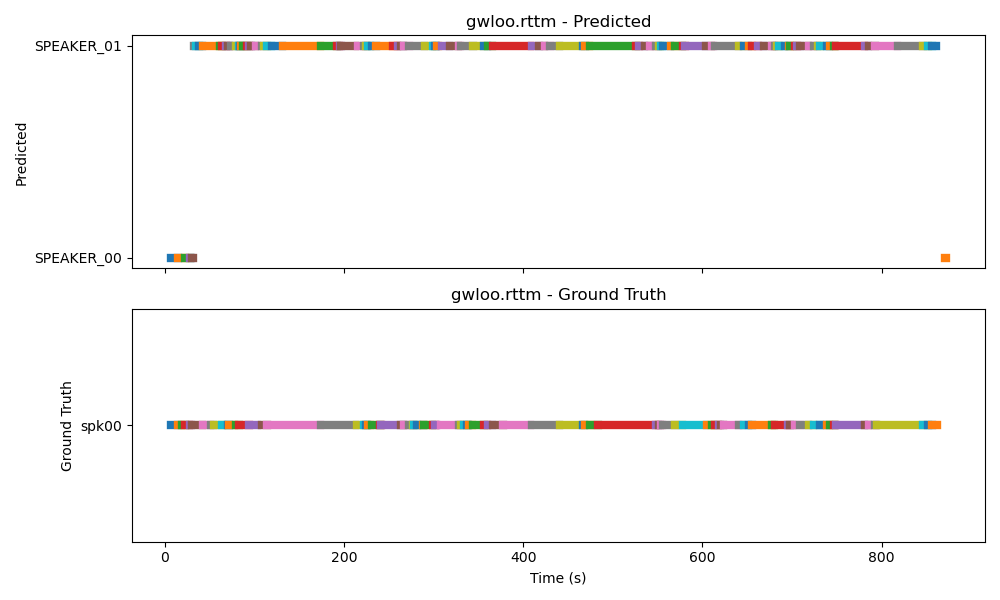 gwloo.rttm - Predicted
SPEAKER_01
Predicted
SPEAKER_00
gwloo.rttm - Ground Truth
Ground Truth
spk00
0 200 400 600 800
Time (s)